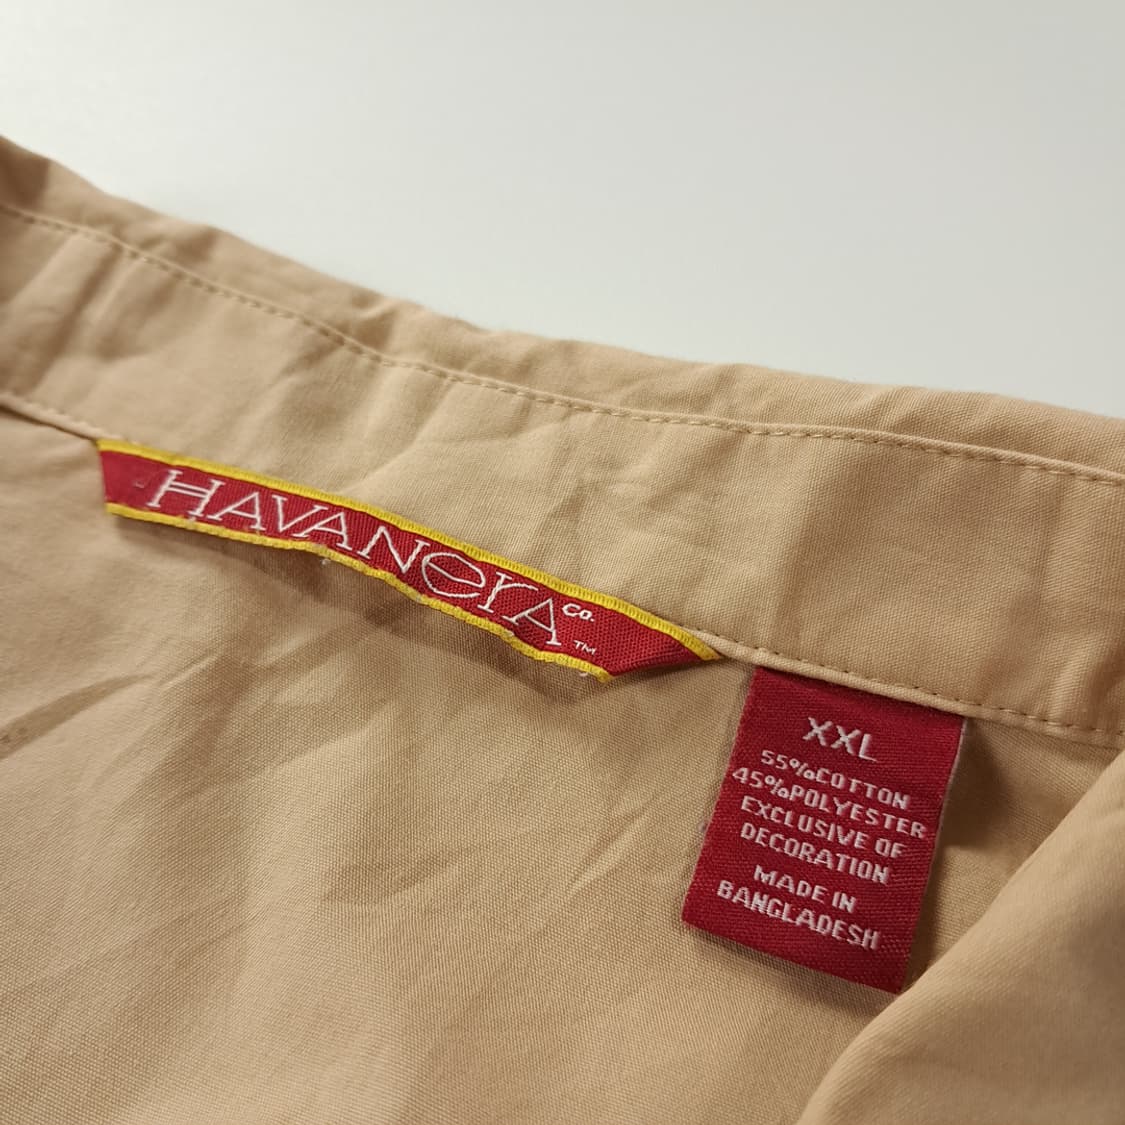 HAVANerA Co. ™
XXL
55%COTTON
45%POLYESTER
EXCLUSIVE OF
DECORATION
MADE IN
BANGLADESH